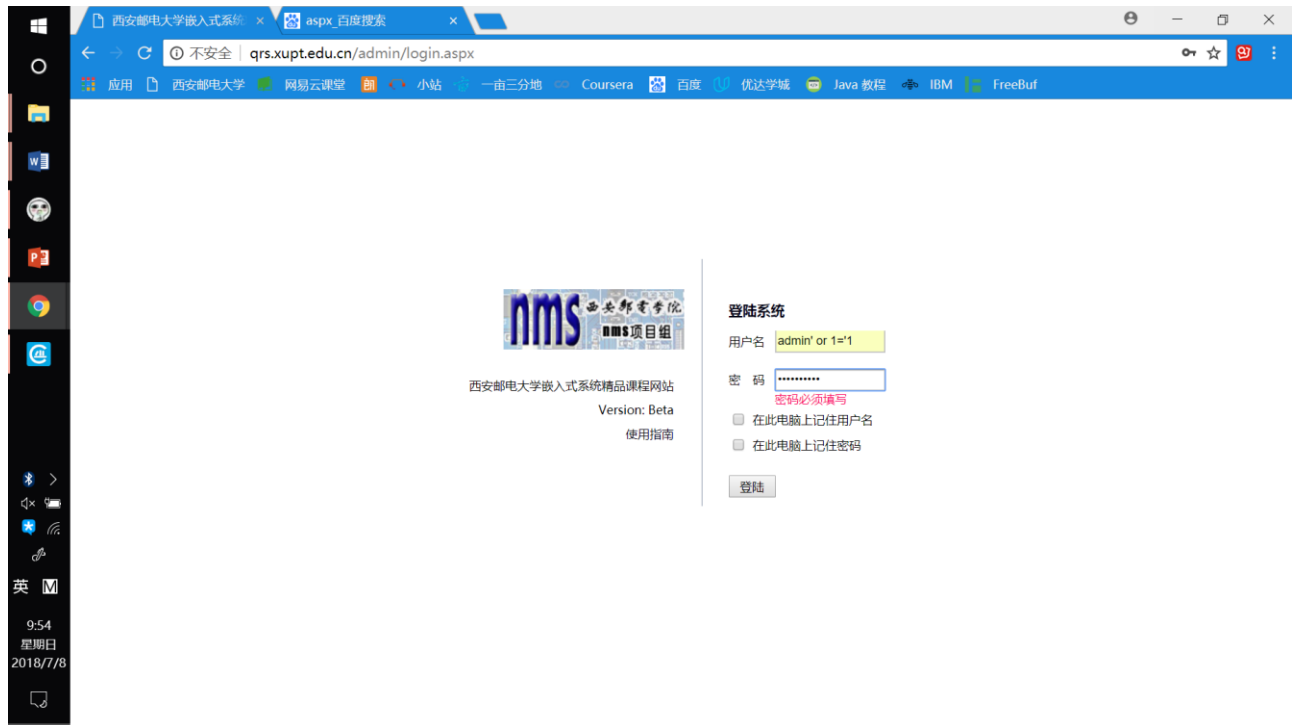 西安邮电大学嵌入式系统
aspx_百度搜索
不安全 qrs.xupt.edu.cn/admin/login.aspx
应用 西安邮电大学 网易云课堂 小站 一亩三分地 Coursera 百度 优达学城 Java 教程 IBM FreeBuf
nms 西安邮电学院
nms项目组
西安邮电大学嵌入式系统精品课程网站
Version: Beta
使用指南
登陆系统
用户名 admin' or 1='1
密 码 ••••••••••
密码必须填写
在此电脑上记住用户名
在此电脑上记住密码
登陆
英 M
9:54
星期日
2018/7/8